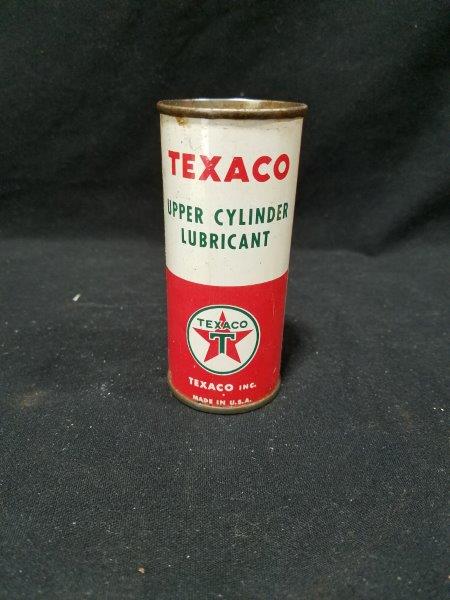 TEXACO
UPPER CYLINDER
LUBRICANT
TEXACO
T
TEXACO INC.
MADE IN U.S.A.